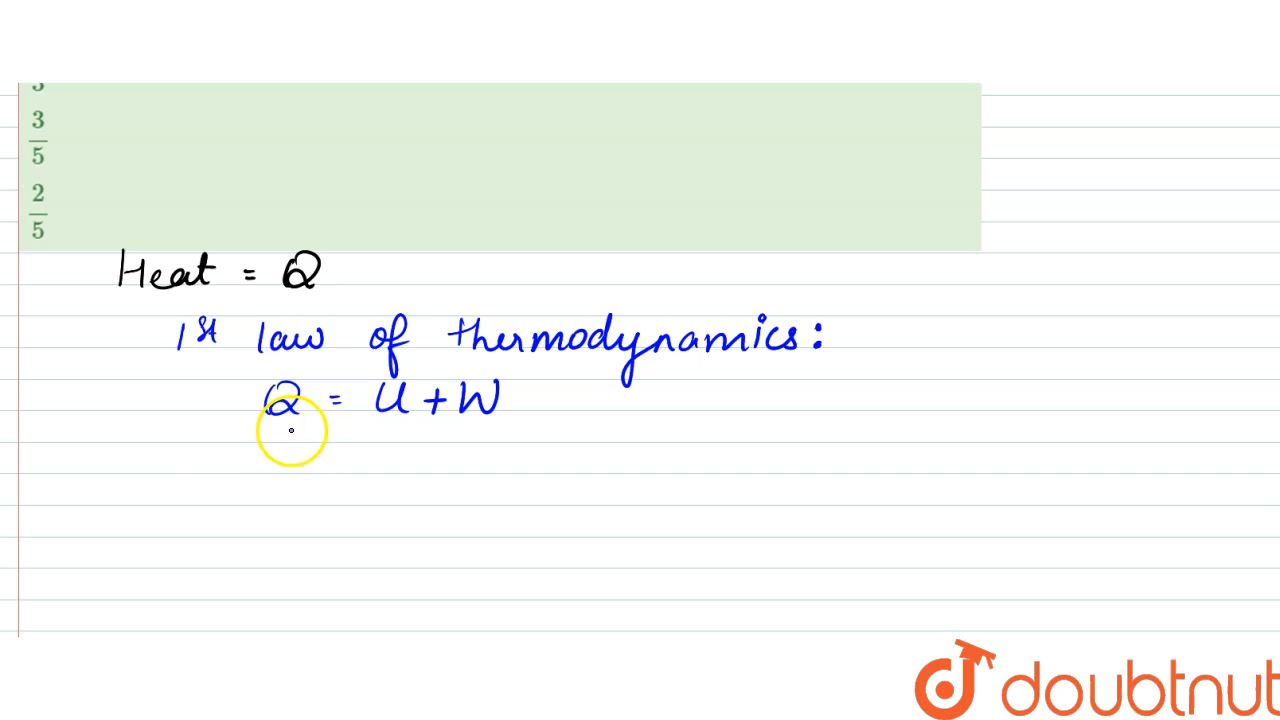 3
5
2
5
Heat = Q
1st law of thermodynamics:
Q = U + W
doubtnut